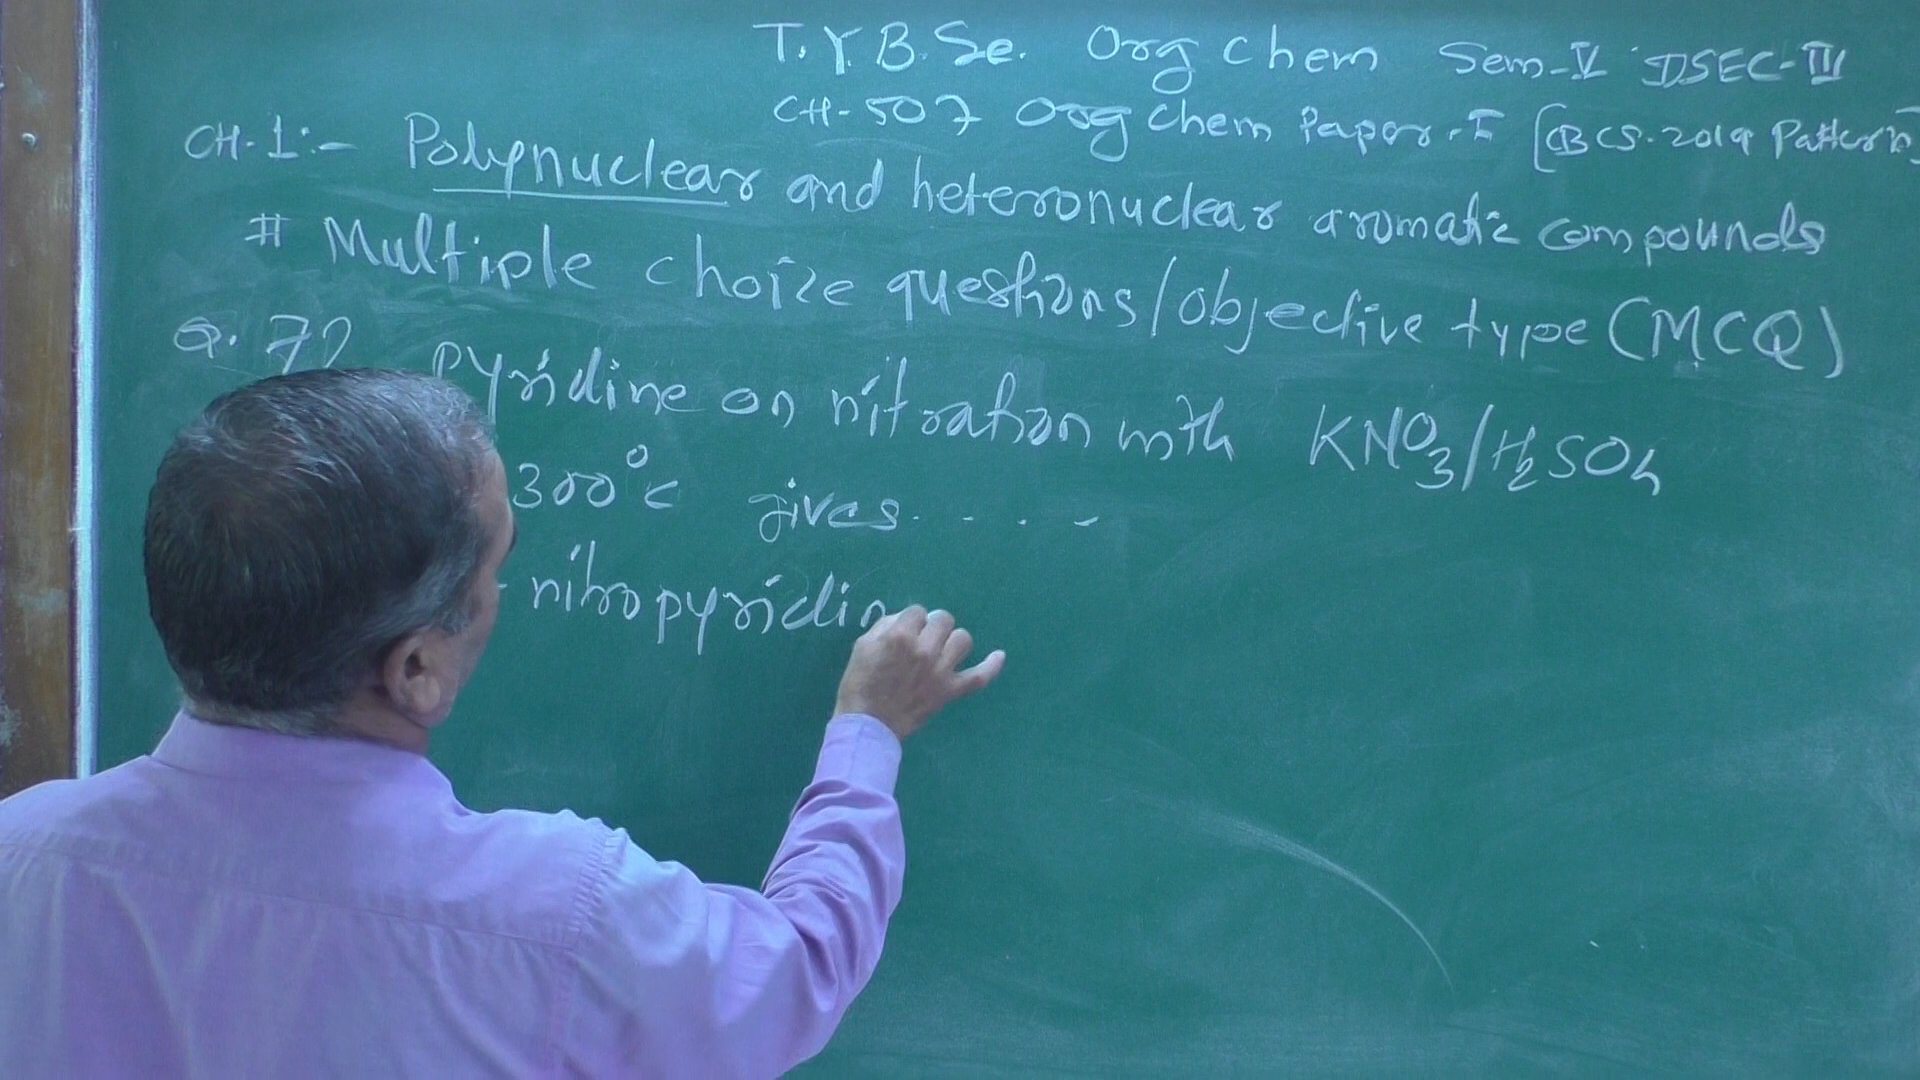 T.Y.B.Sc. Org Chem Sem-V DSEC-III
CH-507 Org Chem Paper-I [CBCS-2019 Pattern]
CH.1:- Polynuclear and heteronuclear aromatic compounds
# Multiple choice questions/objective type (MCQ)
Q. pyridine on nitration with KNO3/H2SO4
300°C gives....
- nitropyridin